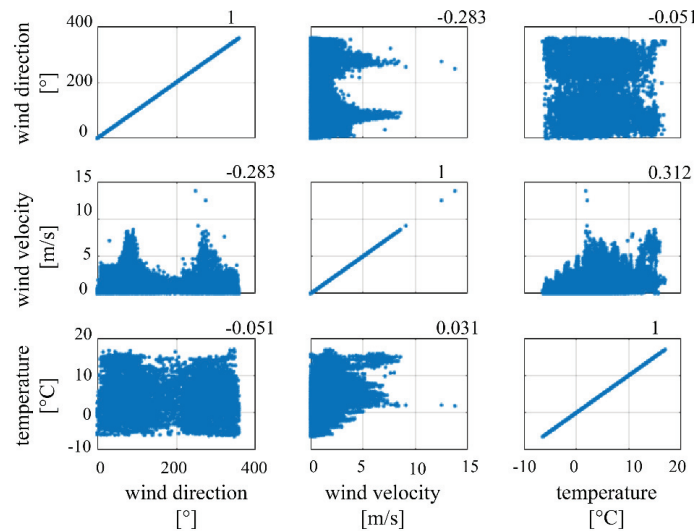 1 -0.283 -0.051
wind direction
[°]
400
200
0
-0.283 1 0.312
wind velocity
[m/s]
15
10
5
0
-0.051 0.031 1
temperature
[°C]
20
10
0
-10
0 200 400 0 5 10 15 -10 0 10 20
wind direction wind velocity temperature
[°] [m/s] [°C]